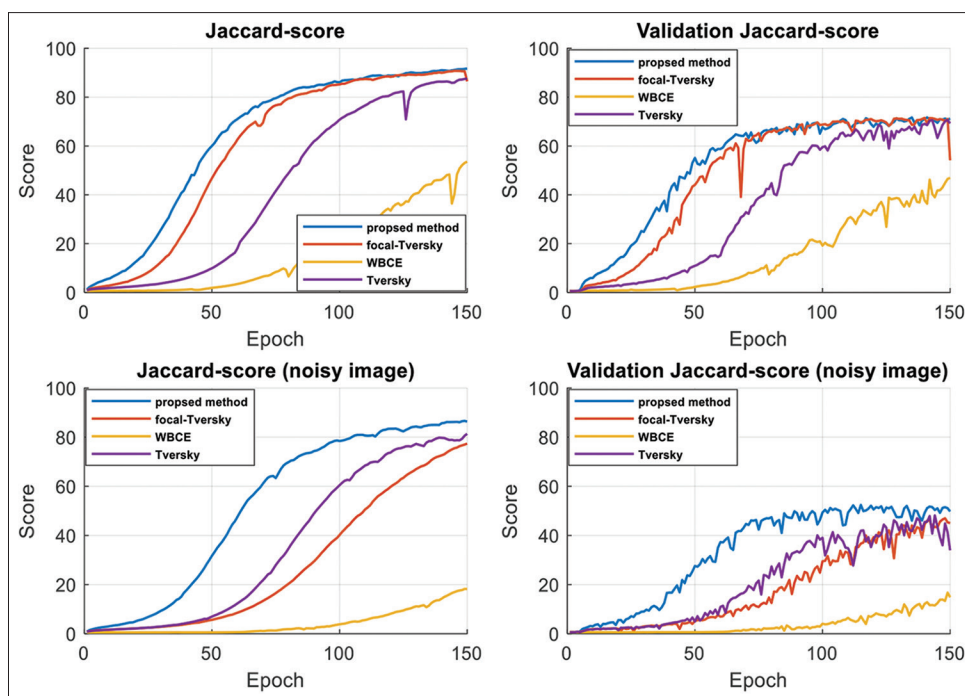 Jaccard-score
100
80
60
40
20
0
Score
propsed method
focal-Tversky
WBCE
Tversky
0
50
100
150
Epoch
Validation Jaccard-score
100
80
60
40
20
0
Score
propsed method
focal-Tversky
WBCE
Tversky
0
50
100
150
Epoch
Jaccard-score (noisy image)
100
80
60
40
20
0
Score
propsed method
focal-Tversky
WBCE
Tversky
0
50
100
150
Epoch
Validation Jaccard-score (noisy image)
100
80
60
40
20
0
Score
propsed method
focal-Tversky
WBCE
Tversky
0
50
100
150
Epoch